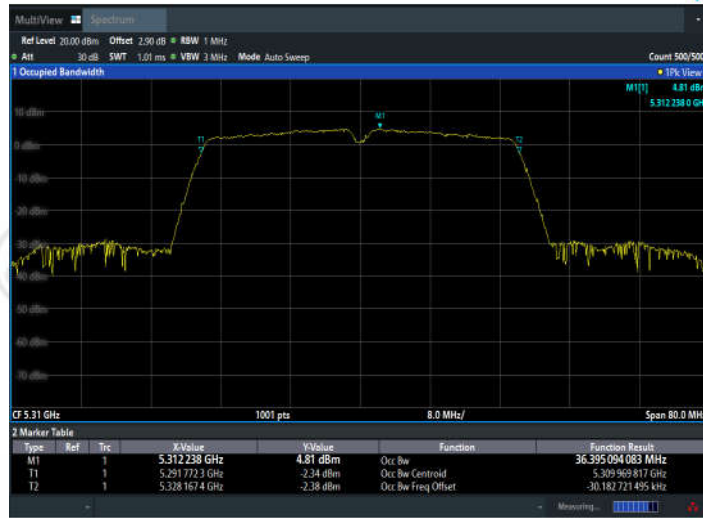 MultiView Spectrum
Ref Level 20.00 dBm Offset 2.90 dB RBW 1 MHz
Att 30 dB SWT 1.01 ms VBW 3 MHz Mode Auto Sweep Count 500/500
1 Occupied Bandwidth 1Pk View
M1[1] 4.81 dBm
5.312 238 0 GH
M1
10 dBm
T1 T2
0 dBm
-10 dBm
-20 dBm
-30 dBm
-40 dBm
-50 dBm
-60 dBm
-70 dBm
CF 5.31 GHz 1001 pts 8.0 MHz/ Span 80.0 MH
2 Marker Table
Type Ref Trc X-Value Y-Value Function Function Result
M1 1 5.312 238 GHz 4.81 dBm Occ Bw 36.395 094 083 MHz
T1 1 5.291 772 3 GHz -2.34 dBm Occ Bw Centroid 5.309 969 817 GHz
T2 1 5.328 167 4 GHz -2.38 dBm Occ Bw Freq Offset -30.182 721 495 kHz
Measuring...